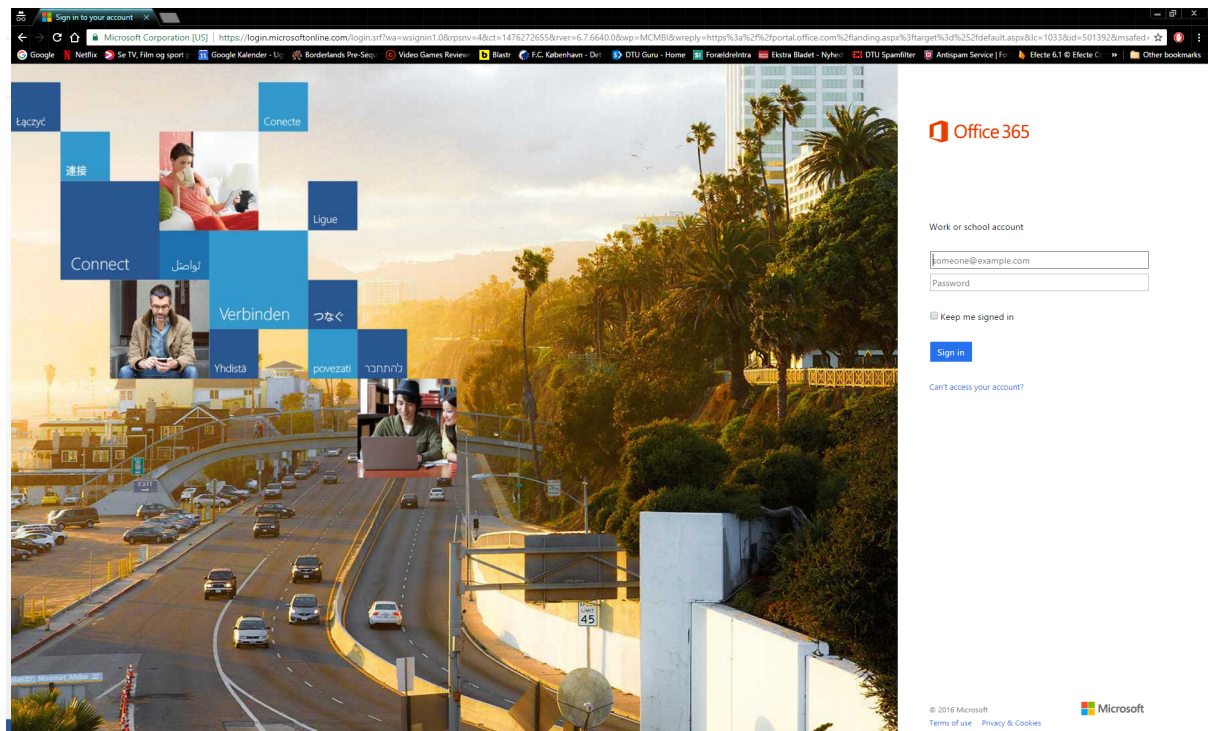 Sign in to your account
Microsoft Corporation [US] | https://login.microsoftonline.com/login.srf?wa=wsignin1.0&rpsnv=4&ct=1476272655&rver=6.7.6640.0&wp=MCMBI&wreply=https%3a%2f%2fportal.office.com%2flanding.aspx%3ftarget%3d%252fdefault.aspx&lc=1033&id=501392&msafed
Google Netflix Se TV, Film og sport p Google Kalender - Ug Borderlands Pre-Sequ Video Games Review Blastr F.C. København - Det DTU Guru - Home ForældreIntra Ekstra Bladet - Nyhed DTU Spamfilter Antispam Service | Fo Efecte 6.1 © Efecte Co » Other bookmarks
Łączyć
Conecte
連接
Ligue
Connect
تواصل
Verbinden
つなぐ
Yhdistä
povezati
להתחבר
EXIT
LIMIT
45
Office 365
Work or school account
someone@example.com
Password
Keep me signed in
Sign in
Can't access your account?
© 2016 Microsoft
Microsoft
Terms of use Privacy & Cookies